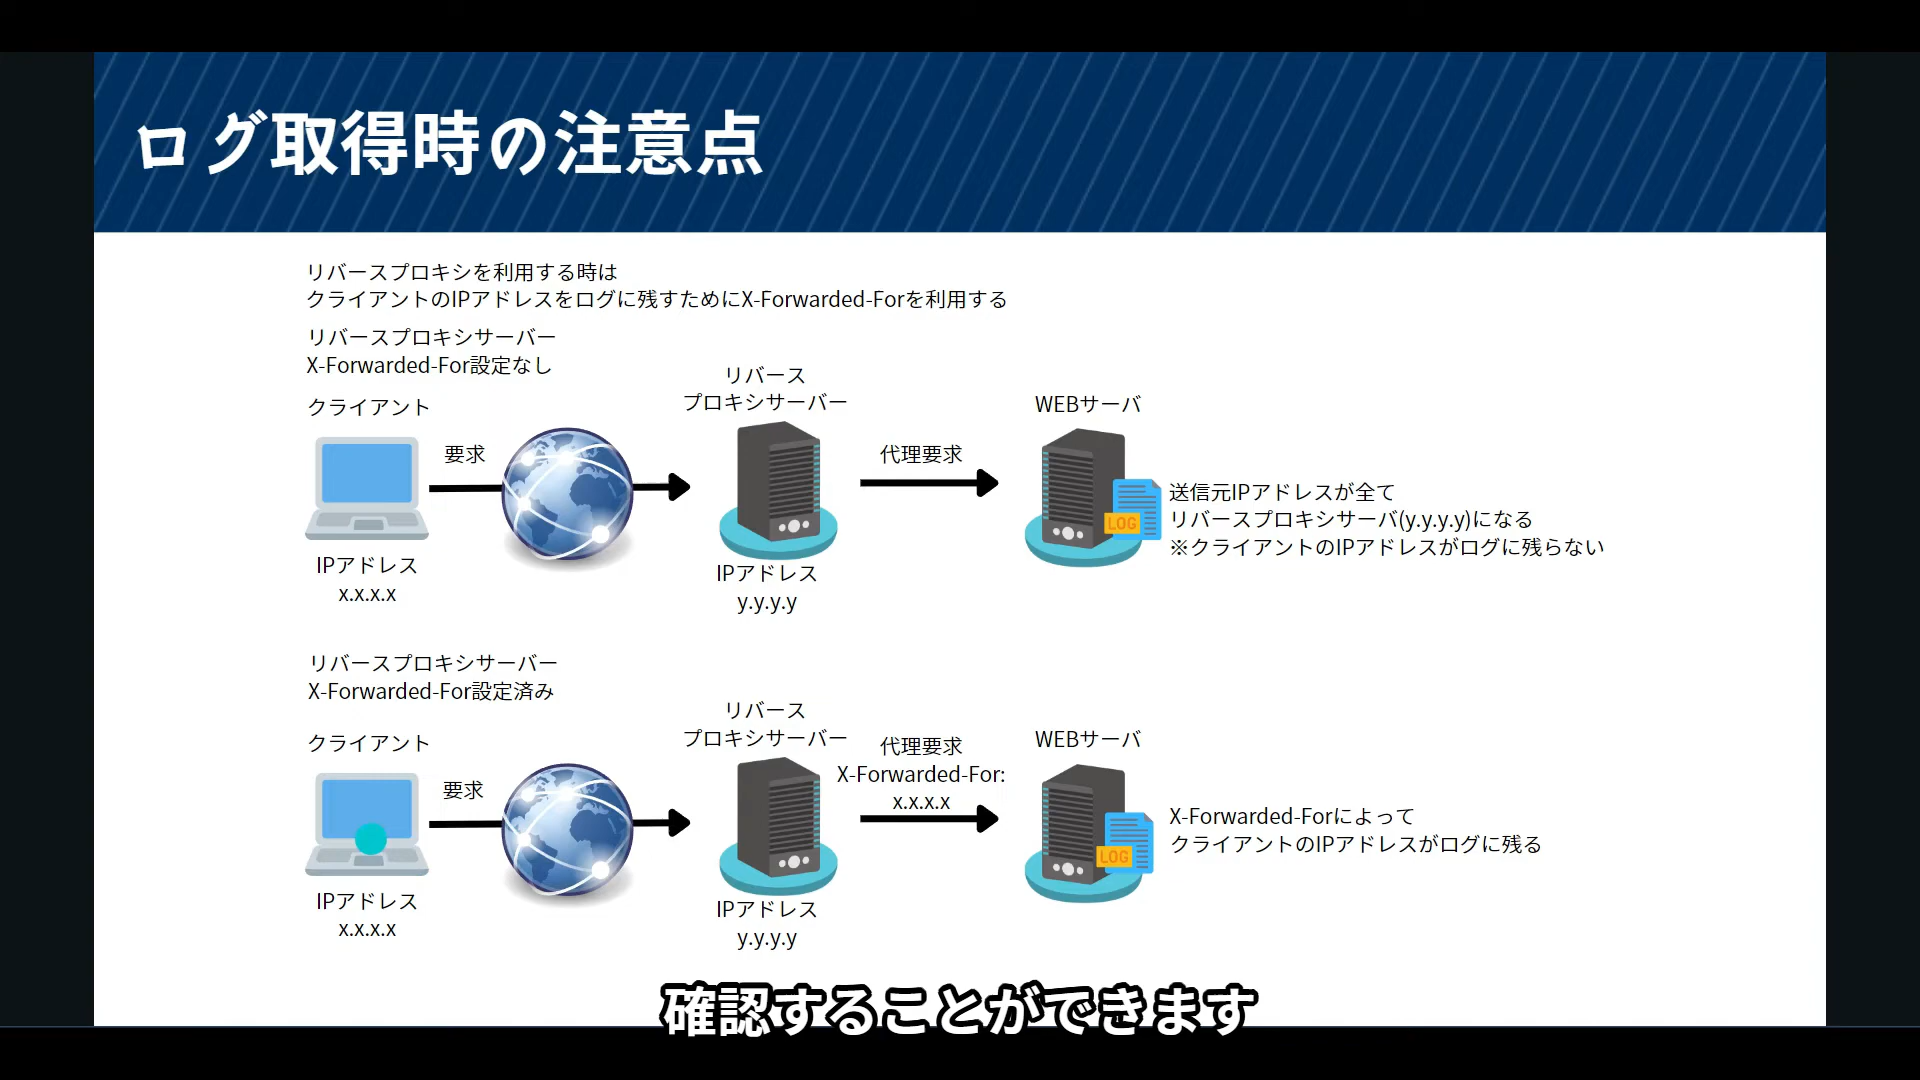 ログ取得時の注意点
リバースプロキシを利用する時は
クライアントのIPアドレスをログに残すためにX-Forwarded-Forを利用する
リバースプロキシサーバー
X-Forwarded-For設定なし
クライアント
要求
IPアドレス
x.x.x.x
リバース
プロキシサーバー
IPアドレス
y.y.y.y
代理要求
WEBサーバ
LOG
送信元IPアドレスが全て
リバースプロキシサーバ(y.y.y.y)になる
※クライアントのIPアドレスがログに残らない
リバースプロキシサーバー
X-Forwarded-For設定済み
クライアント
要求
IPアドレス
x.x.x.x
リバース
プロキシサーバー
IPアドレス
y.y.y.y
代理要求
X-Forwarded-For:
x.x.x.x
WEBサーバ
LOG
X-Forwarded-Forによって
クライアントのIPアドレスがログに残る
確認することができます